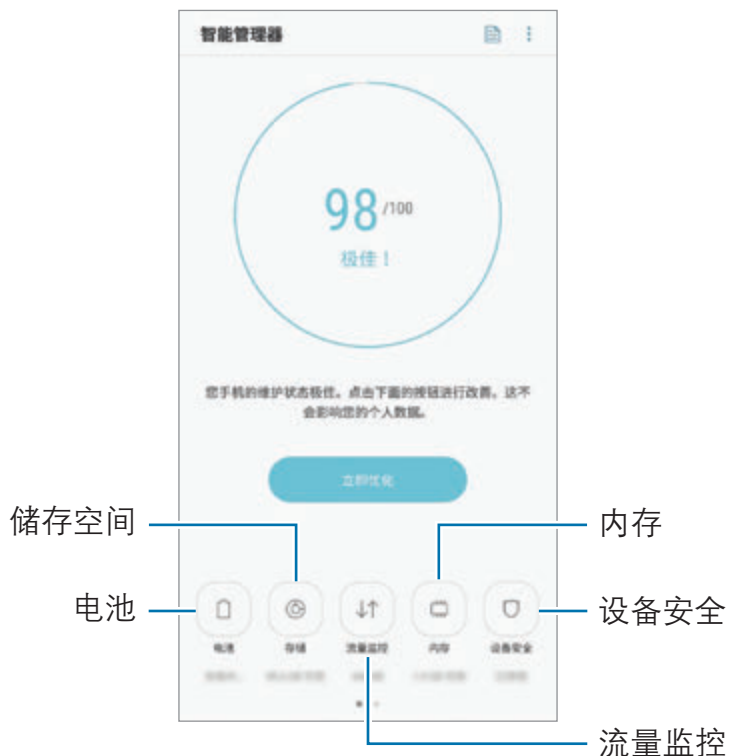 智能管理器
98 /100
极佳！
您手机的维护状态极佳。点击下面的按钮进行改善。这不
会影响您的个人数据。
立即优化
储存空间
内存
电池
设备安全
电池 存储 流量监控 内存 设备安全
流量监控